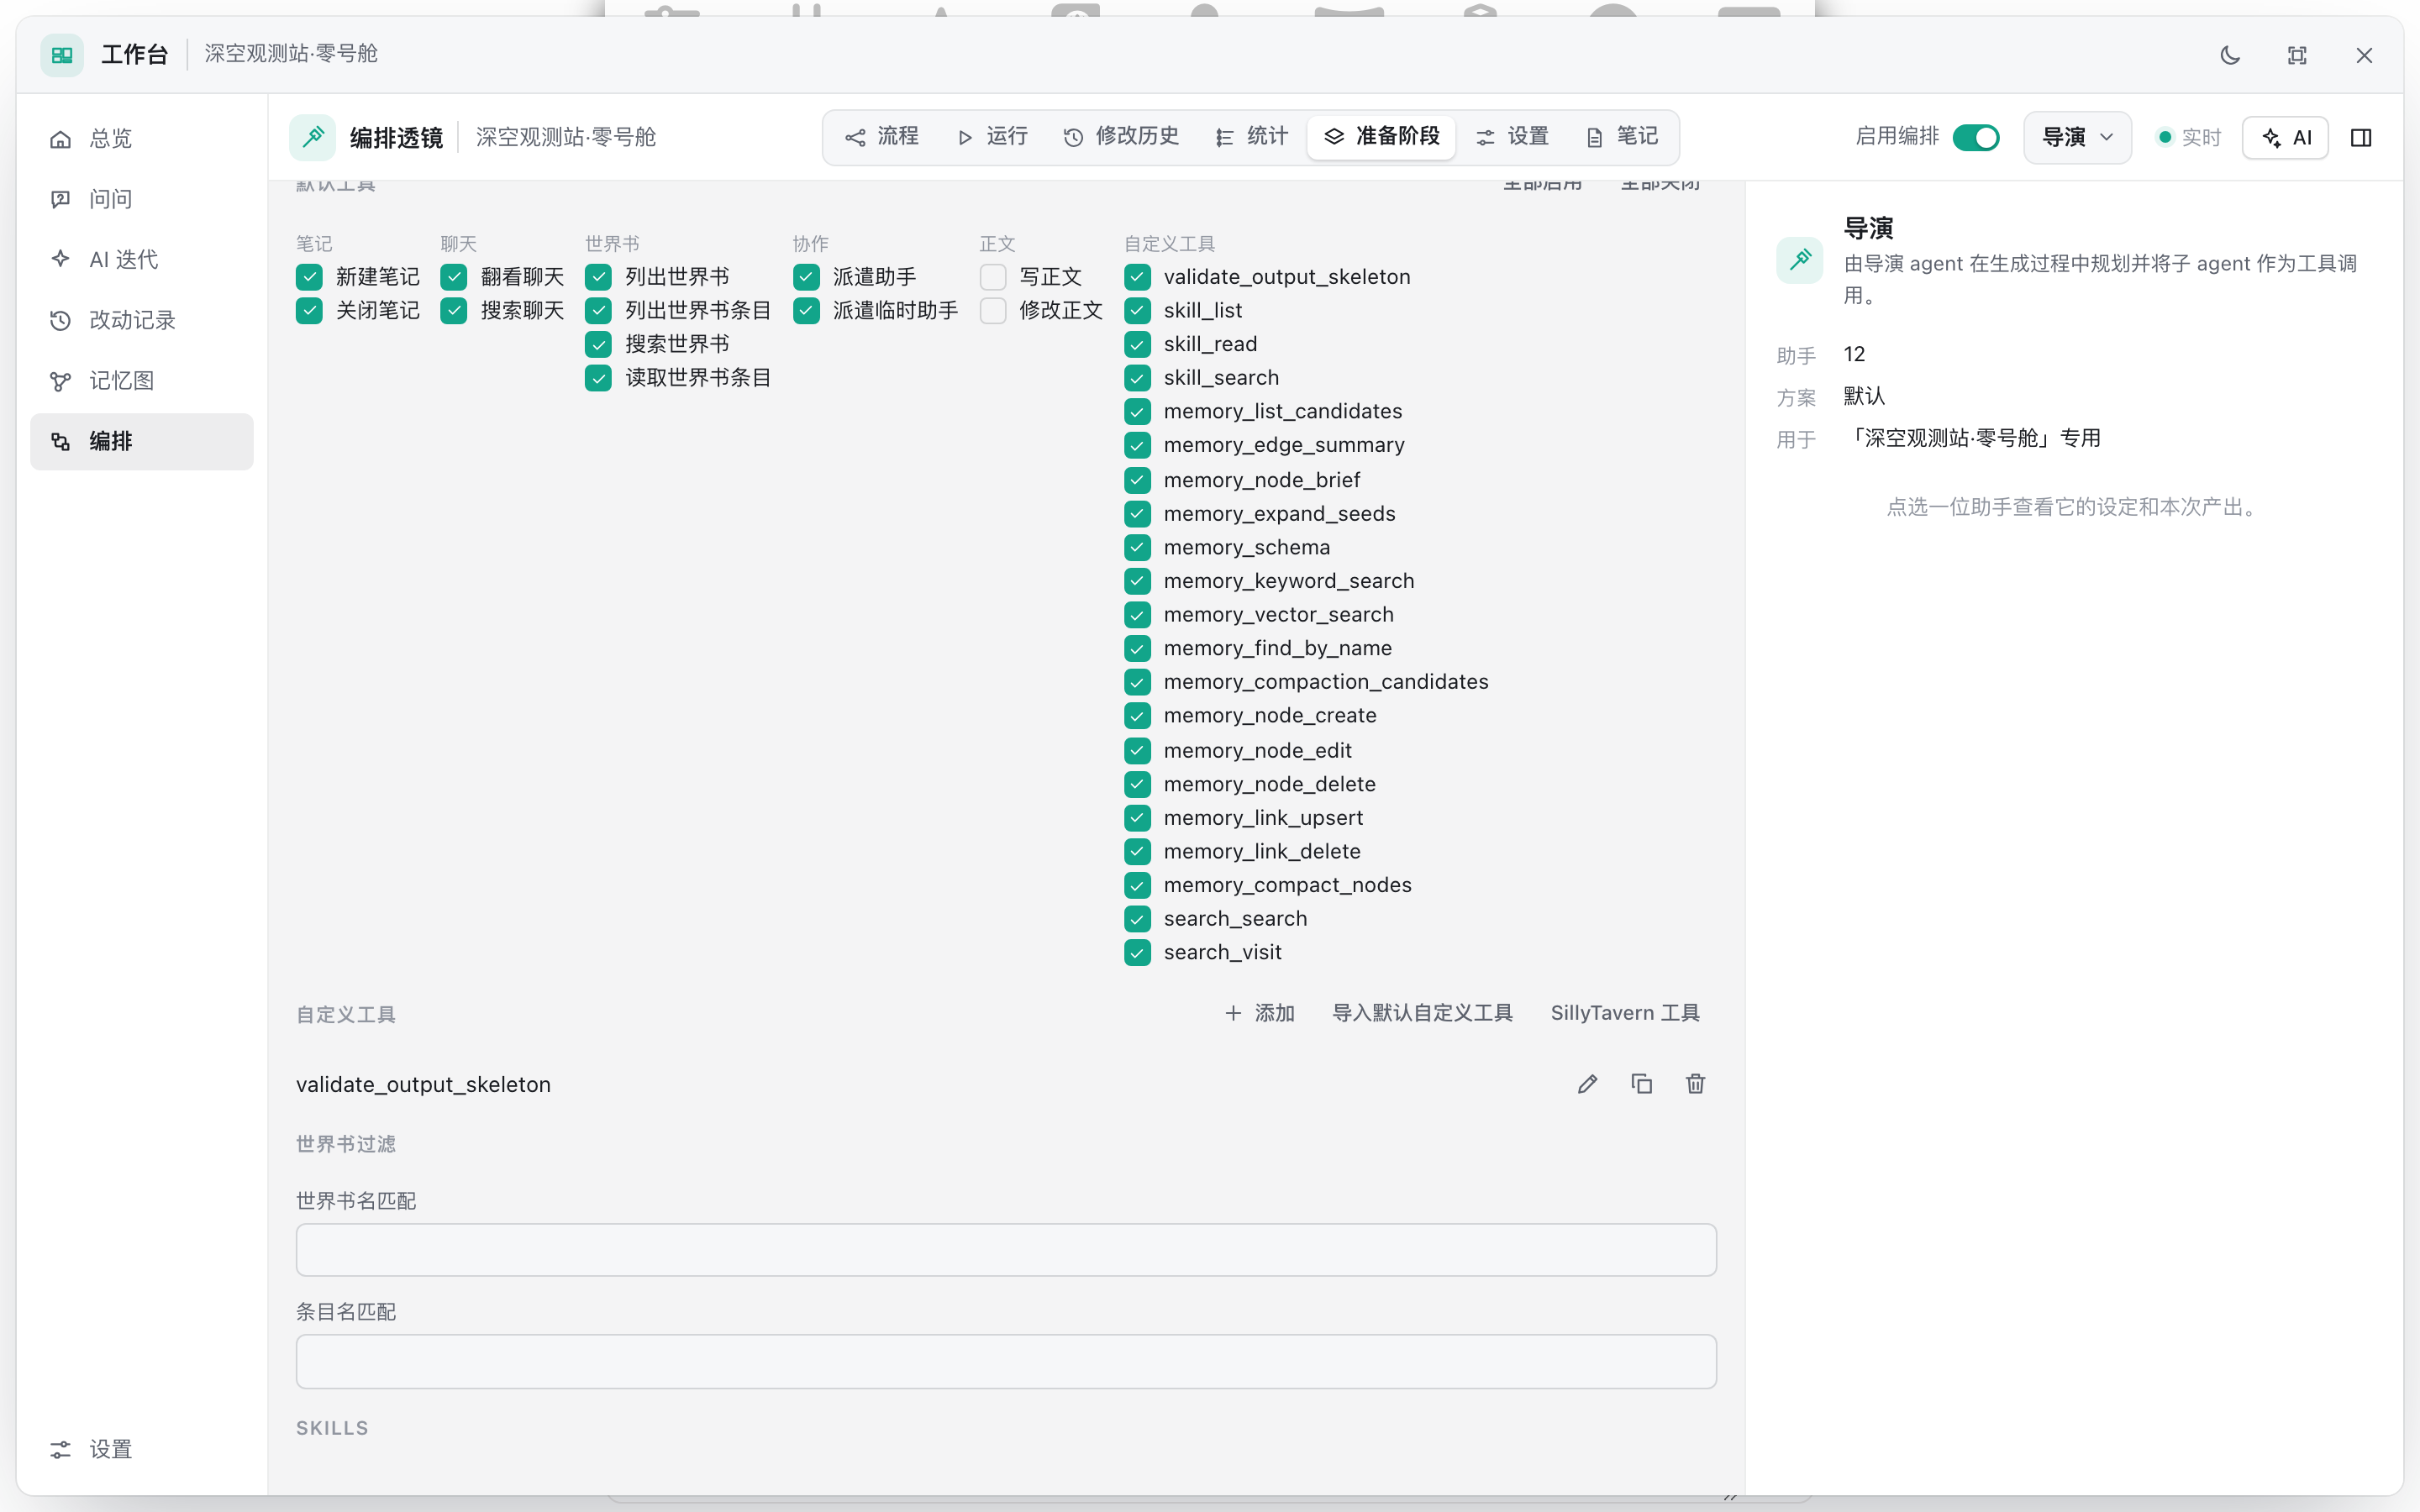 工作台
深空观测站·零号舱
总览
问问
AI 迭代
改动记录
记忆图
编排
设置
编排透镜
深空观测站·零号舱
流程
运行
修改历史
统计
准备阶段
设置
笔记
启用编排
导演
实时
AI
默认工具
全部启用
全部关闭
笔记
新建笔记
关闭笔记
聊天
翻看聊天
搜索聊天
世界书
列出世界书
列出世界书条目
搜索世界书
读取世界书条目
协作
派遣助手
派遣临时助手
正文
写正文
修改正文
自定义工具
validate_output_skeleton
skill_list
skill_read
skill_search
memory_list_candidates
memory_edge_summary
memory_node_brief
memory_expand_seeds
memory_schema
memory_keyword_search
memory_vector_search
memory_find_by_name
memory_compaction_candidates
memory_node_create
memory_node_edit
memory_node_delete
memory_link_upsert
memory_link_delete
memory_compact_nodes
search_search
search_visit
自定义工具
添加
导入默认自定义工具
SillyTavern 工具
validate_output_skeleton
世界书过滤
世界书名匹配
条目名匹配
SKILLS
导演
由导演 agent 在生成过程中规划并将子 agent 作为工具调
用。
助手 12
方案 默认
用于 「深空观测站·零号舱」专用
点选一位助手查看它的设定和本次产出。